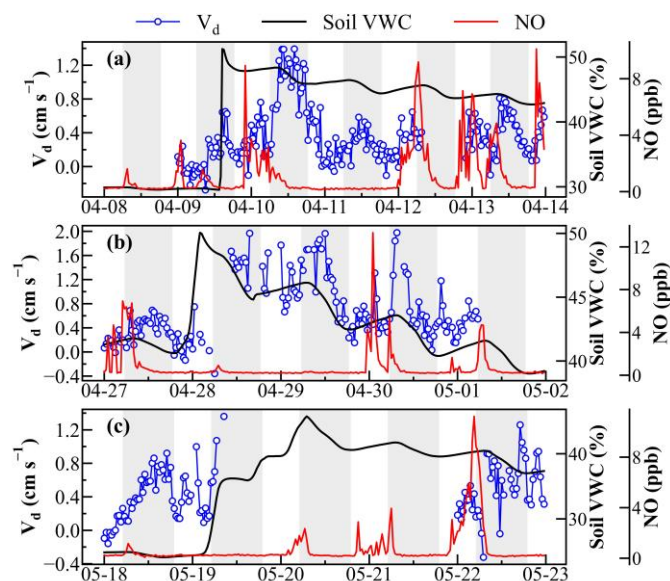 V_d Soil VWC NO
(a)
V_d (cm s⁻¹)
1.2
0.8
0.4
0.0
50
40
30
Soil VWC (%)
8
4
0
NO (ppb)
04-08 04-09 04-10 04-11 04-12 04-13 04-14
(b)
V_d (cm s⁻¹)
2.0
1.6
1.2
0.8
0.4
0.0
−0.4
50
45
40
Soil VWC (%)
12
8
4
0
NO (ppb)
04-27 04-28 04-29 04-30 05-01 05-02
(c)
V_d (cm s⁻¹)
1.2
0.8
0.4
0.0
−0.4
40
30
Soil VWC (%)
8
4
0
NO (ppb)
05-18 05-19 05-20 05-21 05-22 05-23